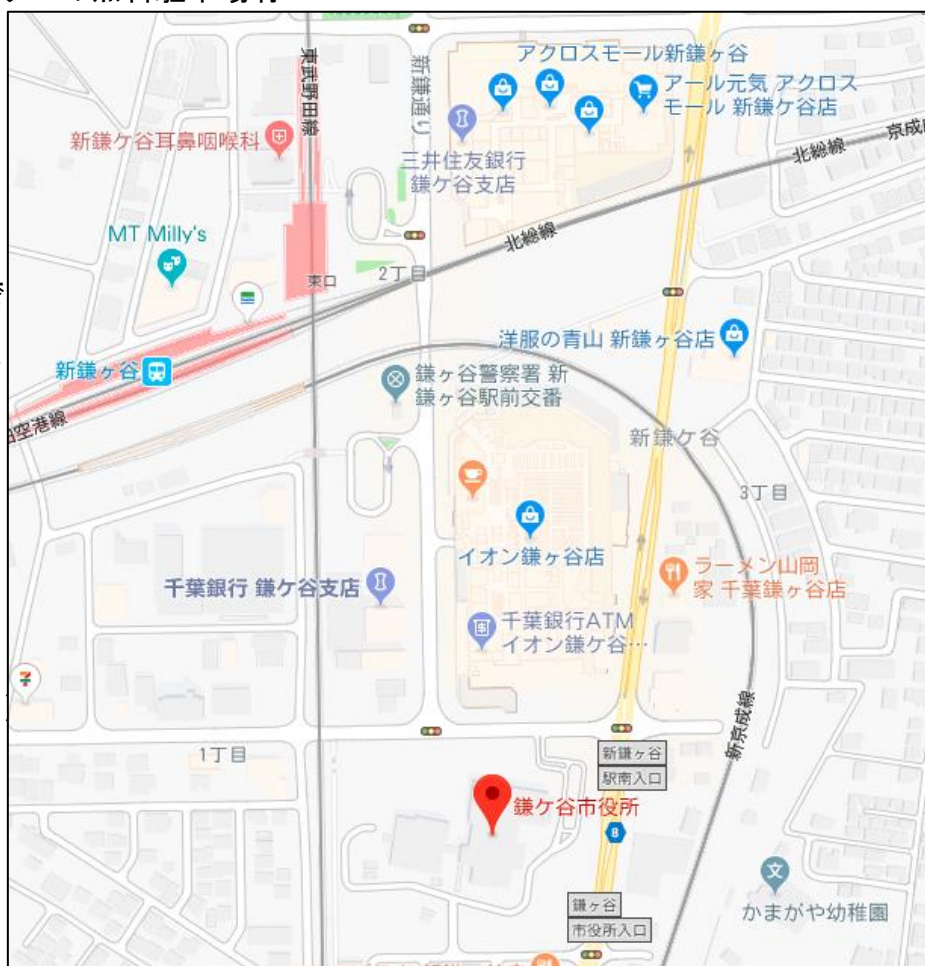 東武野田線
新鎌通り
アクロスモール新鎌ヶ谷
アール元気 アクロス
モール 新鎌ケ谷店
新鎌ケ谷耳鼻咽喉科
三井住友銀行
鎌ケ谷支店
北総線
京成
MT Milly's
北総線
東口
2丁目
洋服の青山 新鎌ヶ谷店
新鎌ヶ谷
鎌ヶ谷警察署 新
鎌ヶ谷駅前交番
空港線
新鎌ケ谷
3丁目
イオン鎌ヶ谷店
千葉銀行 鎌ケ谷支店
ラーメン山岡
家 千葉鎌ヶ谷店
千葉銀行ATM
イオン鎌ケ谷…
新京成線
1丁目
新鎌ヶ谷
駅南入口
鎌ケ谷市役所
8
鎌ヶ谷
市役所入口
かまがや幼稚園